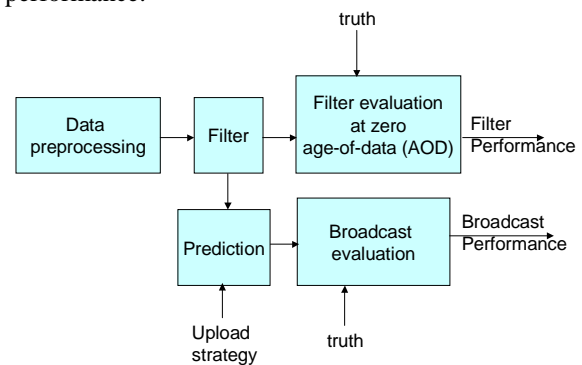 performance.
truth
Data
preprocessing
Filter
Filter evaluation
at zero
age-of-data (AOD)
Filter
Performance
Prediction
Broadcast
evaluation
Broadcast
Performance
Upload
strategy
truth